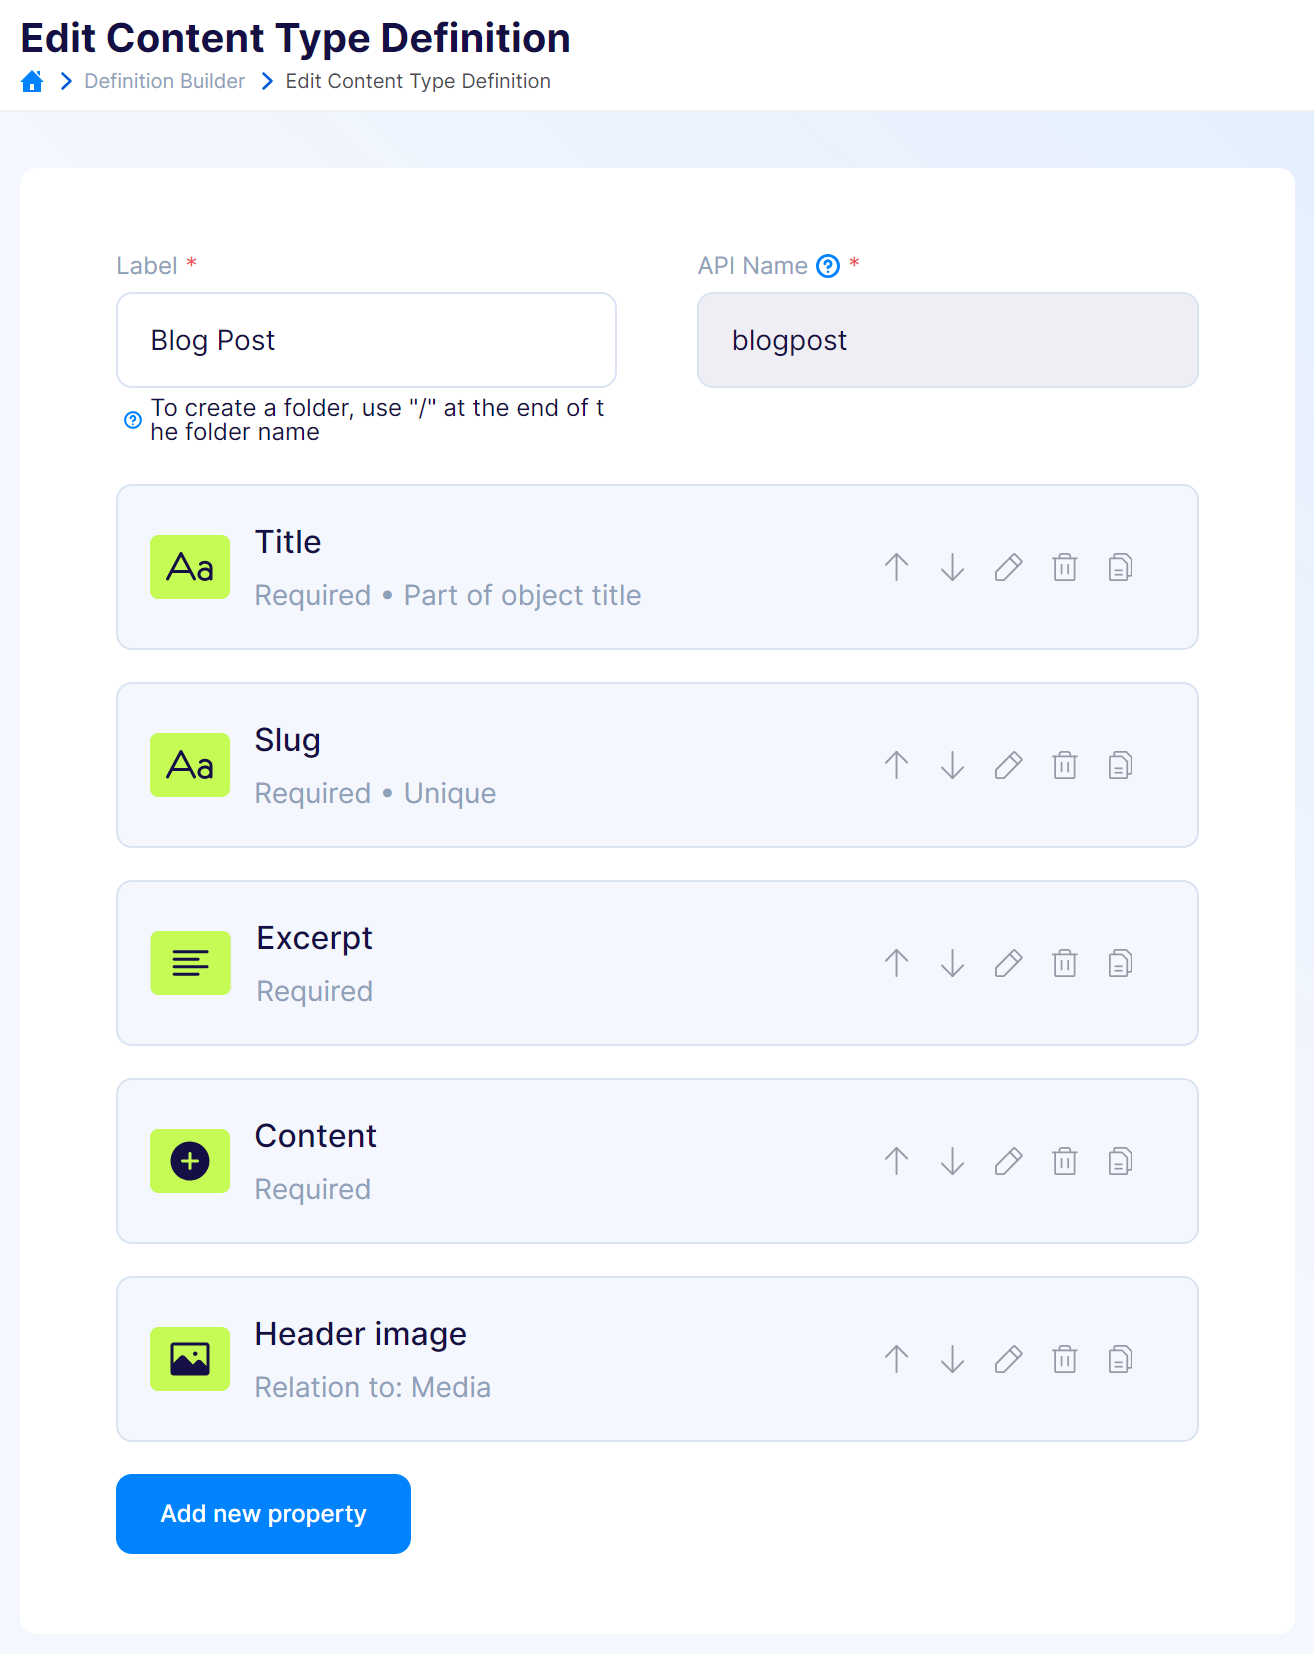 Edit Content Type Definition
Definition Builder Edit Content Type Definition
Label * API Name *
Blog Post blogpost
To create a folder, use "/" at the end of t
he folder name
Aa Title
Required • Part of object title
Aa Slug
Required • Unique
Excerpt
Required
Content
Required
Header image
Relation to: Media
Add new property